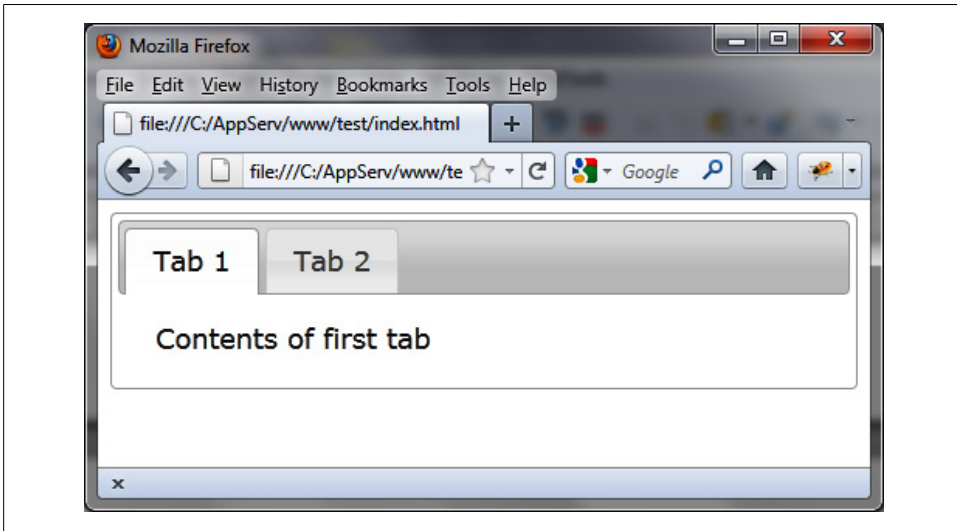 Mozilla Firefox
File Edit View History Bookmarks Tools Help
file:///C:/AppServ/www/test/index.html
file:///C:/AppServ/www/te Google
Tab 1 Tab 2
Contents of first tab